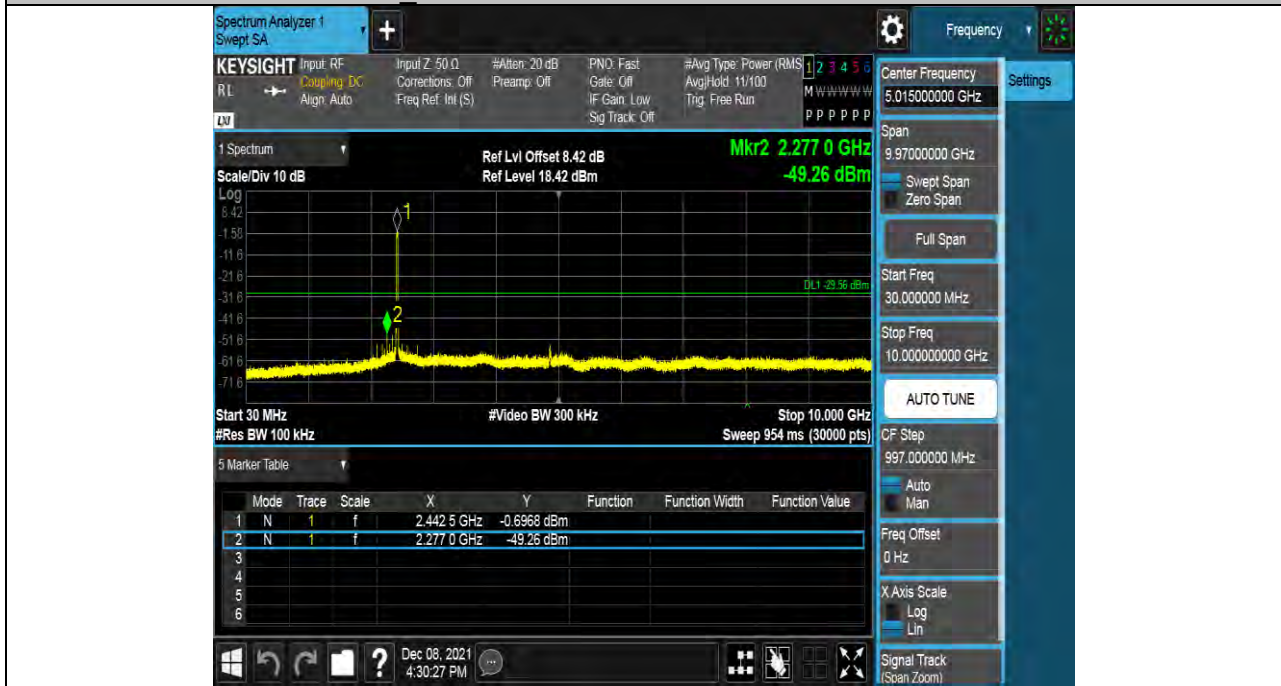 Spectrum Analyzer 1
Swept SA
+
Frequency
KEYSIGHT Input: RF Input Z: 50 Ω #Atten: 20 dB PNO: Fast #Avg Type: Power (RMS 1 2 3 4 5 6
RL Coupling: DC Corrections: Off Preamp: Off Gate: Off Avg|Hold: 11/100 M W W W W W
Align: Auto Freq Ref: Int (S) IF Gain: Low Trig: Free Run
Sig Track: Off P P P P P P
LXI
1 Spectrum
Ref Lvl Offset 8.42 dB Mkr2 2.277 0 GHz
Scale/Div 10 dB Ref Level 18.42 dBm -49.26 dBm
Log
8.42
-1.58
-11.6
-21.6
-31.6
-41.6
-51.6
-61.6
-71.6
1
2
DL1 -29.56 dBm
Start 30 MHz #Video BW 300 kHz Stop 10.000 GHz
#Res BW 100 kHz Sweep 954 ms (30000 pts)
5 Marker Table
Mode Trace Scale X Y Function Function Width Function Value
1 N 1 f 2.442 5 GHz -0.6968 dBm
2 N 1 f 2.277 0 GHz -49.26 dBm
3
4
5
6
?
Dec 08, 2021
4:30:27 PM
Center Frequency
5.015000000 GHz
Settings
Span
9.97000000 GHz
Swept Span
Zero Span
Full Span
Start Freq
30.000000 MHz
Stop Freq
10.000000000 GHz
AUTO TUNE
CF Step
997.000000 MHz
Auto
Man
Freq Offset
0 Hz
X Axis Scale
Log
Lin
Signal Track
(Span Zoom)